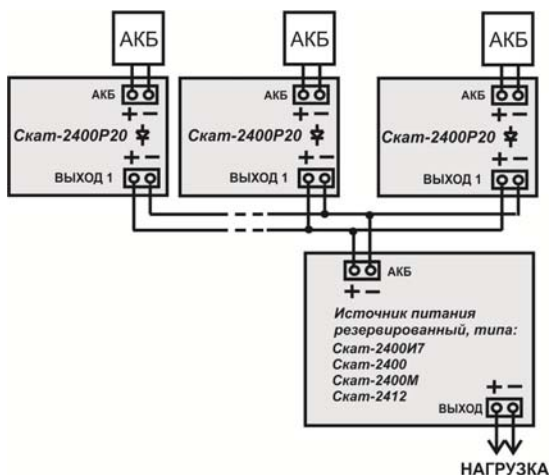 АКБ АКБ АКБ
АКБ АКБ АКБ
+ − + − + −
Скат-2400Р20 Скат-2400Р20 Скат-2400Р20
+ − + − + −
ВЫХОД 1 ВЫХОД 1 ВЫХОД 1
АКБ
+ −
Источник питания
резервированный, типа:
Скат-2400И7
Скат-2400
Скат-2400М
Скат-2412
+ −
ВЫХОД
НАГРУЗКА